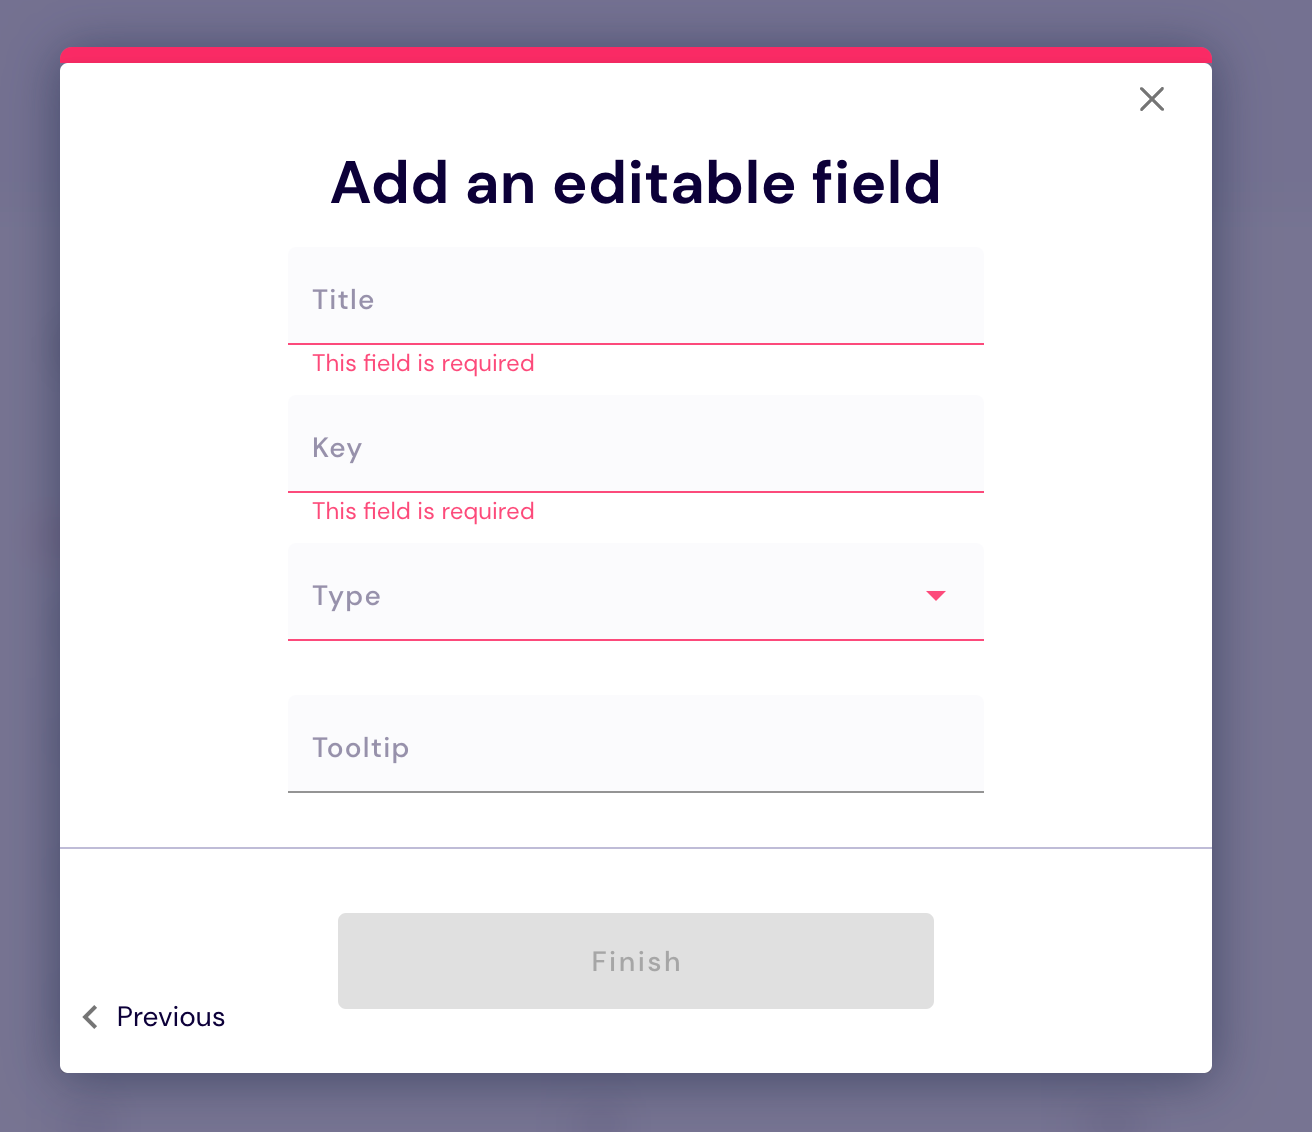 Add an editable field
Title
This field is required
Key
This field is required
Type
Tooltip
Finish
Previous